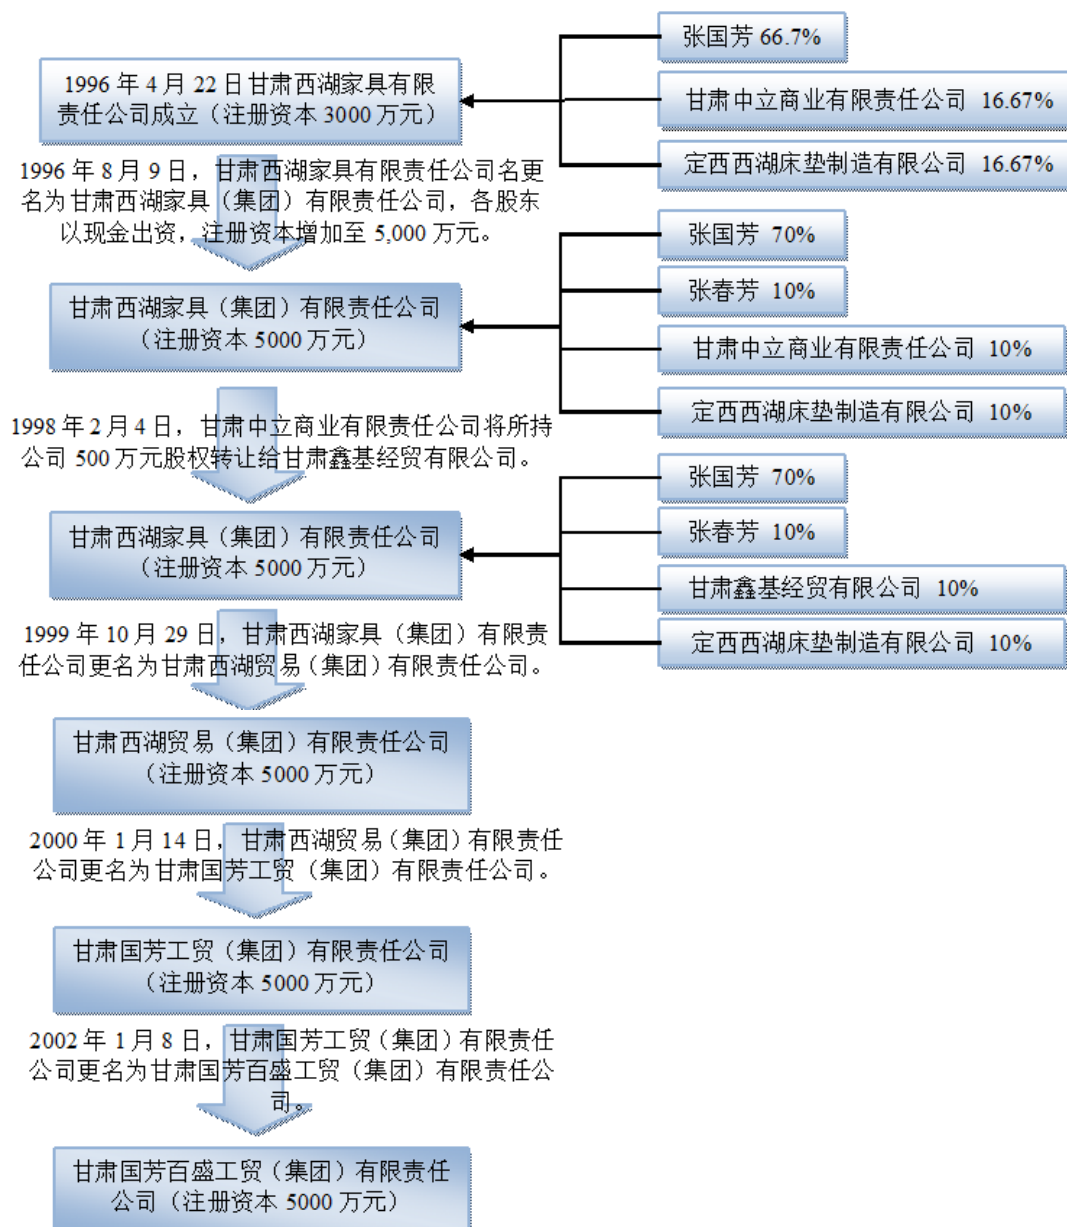 张国芳 66.7%
1996 年 4 月 22 日甘肃西湖家具有限
责任公司成立（注册资本 3000 万元）
甘肃中立商业有限责任公司 16.67%
定西西湖床垫制造有限公司 16.67%
1996 年 8 月 9 日，甘肃西湖家具有限责任公司名更
名为甘肃西湖家具（集团）有限责任公司，各股东
以现金出资，注册资本增加至 5,000 万元。
张国芳 70%
张春芳 10%
甘肃西湖家具（集团）有限责任公司
（注册资本 5000 万元）
甘肃中立商业有限责任公司 10%
定西西湖床垫制造有限公司 10%
1998 年 2 月 4 日，甘肃中立商业有限责任公司将所持
公司 500 万元股权转让给甘肃鑫基经贸有限公司。
张国芳 70%
张春芳 10%
甘肃西湖家具（集团）有限责任公司
（注册资本 5000 万元）
甘肃鑫基经贸有限公司 10%
定西西湖床垫制造有限公司 10%
1999 年 10 月 29 日，甘肃西湖家具（集团）有限责
任公司更名为甘肃西湖贸易（集团）有限责任公司。
甘肃西湖贸易（集团）有限责任公司
（注册资本 5000 万元）
2000 年 1 月 14 日，甘肃西湖贸易（集团）有限责任
公司更名为甘肃国芳工贸（集团）有限责任公司。
甘肃国芳工贸（集团）有限责任公司
（注册资本 5000 万元）
2002 年 1 月 8 日，甘肃国芳工贸（集团）有限责任
公司更名为甘肃国芳百盛工贸（集团）有限责任公
司。
甘肃国芳百盛工贸（集团）有限责任
公司（注册资本 5000 万元）